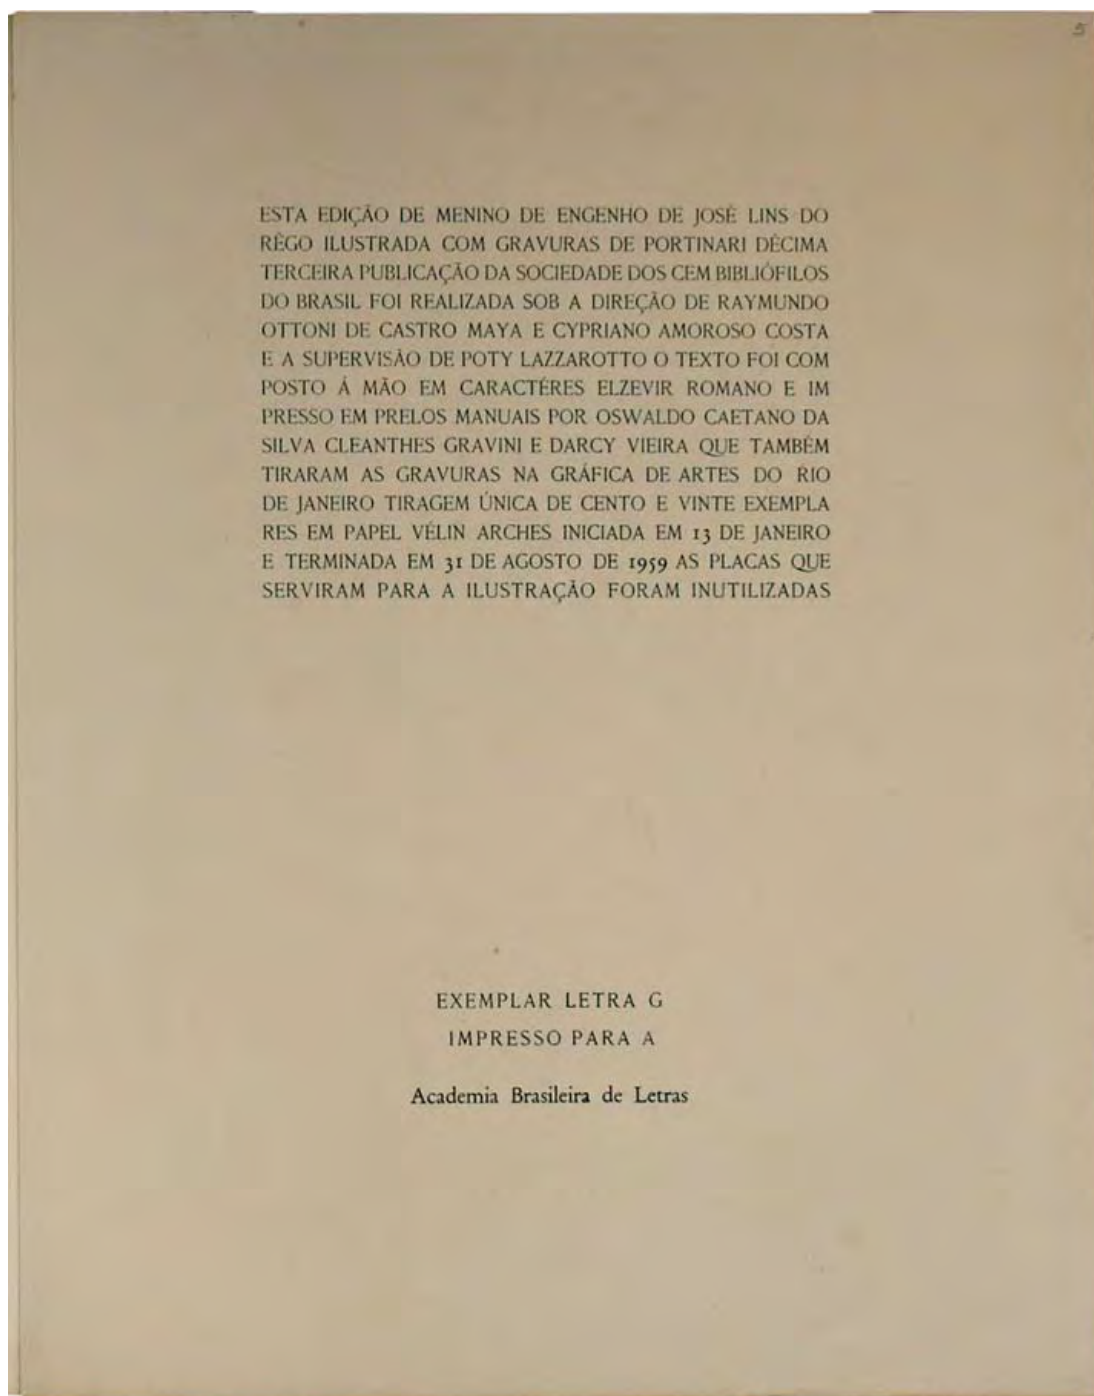 5
ESTA EDIÇÃO DE MENINO DE ENGENHO DE JOSÉ LINS DO
RÊGO ILUSTRADA COM GRAVURAS DE PORTINARI DÉCIMA
TERCEIRA PUBLICAÇÃO DA SOCIEDADE DOS CEM BIBLIÓFILOS
DO BRASIL FOI REALIZADA SOB A DIREÇÃO DE RAYMUNDO
OTTONI DE CASTRO MAYA E CYPRIANO AMOROSO COSTA
E A SUPERVISÃO DE POTY LAZZAROTTO O TEXTO FOI COM
POSTO Á MÃO EM CARACTÉRES ELZEVIR ROMANO E IM
PRESSO EM PRELOS MANUAIS POR OSWALDO CAETANO DA
SILVA CLEANTHES GRAVINI E DARCY VIEIRA QUE TAMBÉM
TIRARAM AS GRAVURAS NA GRÁFICA DE ARTES DO RIO
DE JANEIRO TIRAGEM ÚNICA DE CENTO E VINTE EXEMPLA
RES EM PAPEL VÉLIN ARCHES INICIADA EM 13 DE JANEIRO
E TERMINADA EM 31 DE AGOSTO DE 1959 AS PLACAS QUE
SERVIRAM PARA A ILUSTRAÇÃO FORAM INUTILIZADAS
EXEMPLAR LETRA G
IMPRESSO PARA A
Academia Brasileira de Letras